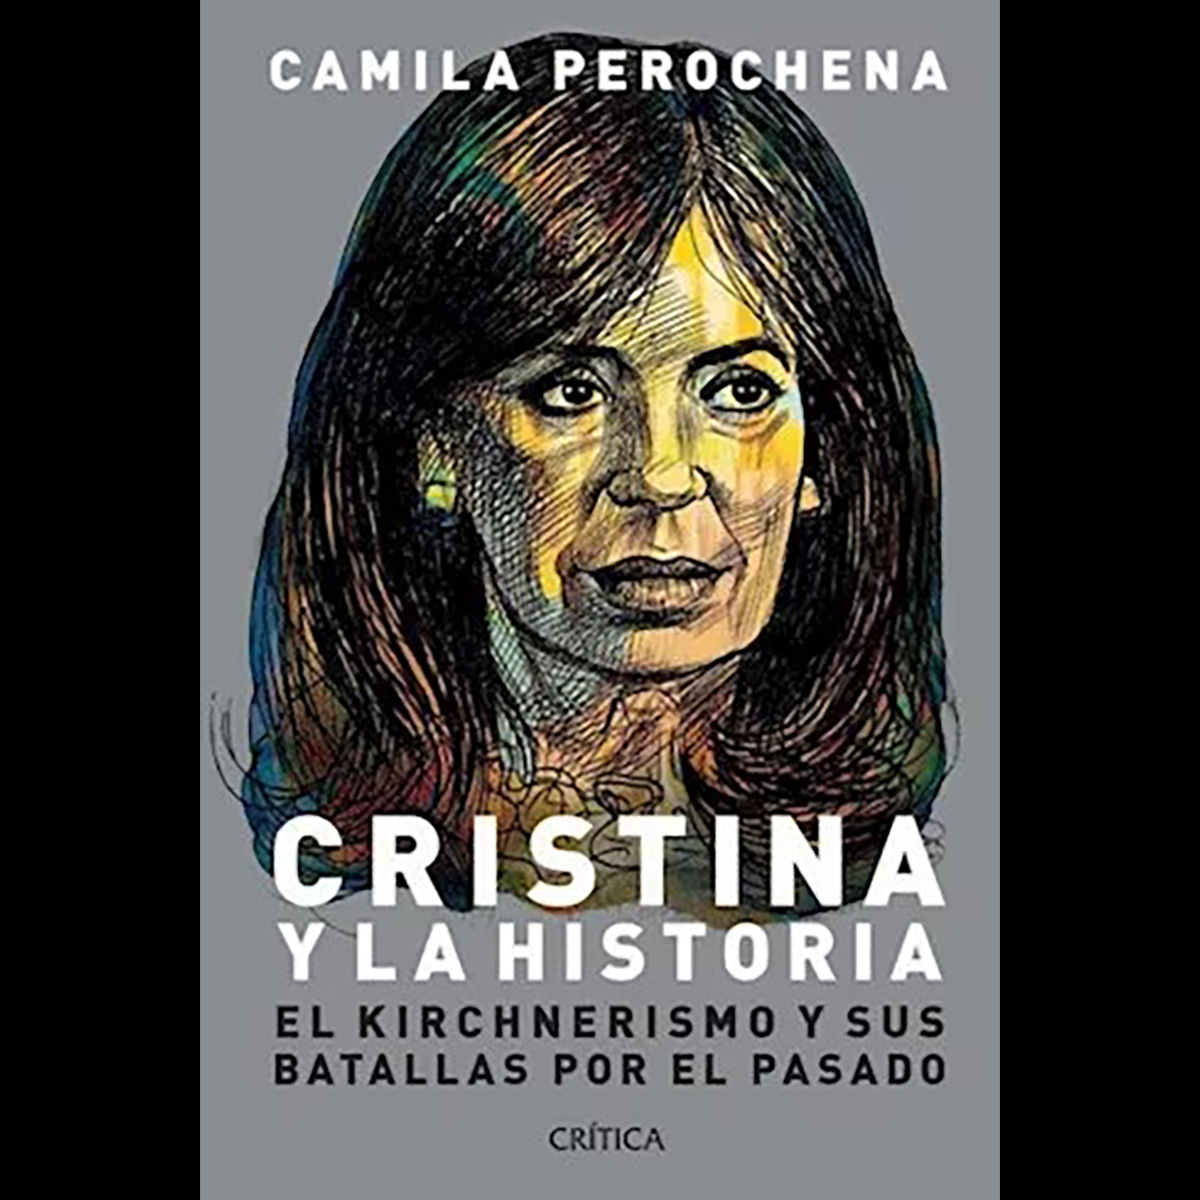 CAMILA PEROCHENA
CRISTINA
Y LA HISTORIA
EL KIRCHNERISMO Y SUS
BATALLAS POR EL PASADO
CRÍTICA